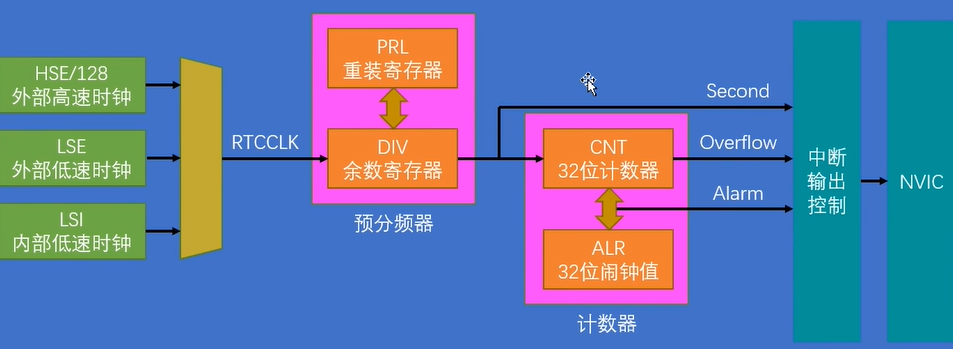 HSE/128
外部高速时钟
LSE
外部低速时钟
LSI
内部低速时钟
RTCCLK
PRL
重装寄存器
DIV
余数寄存器
预分频器
CNT
32位计数器
ALR
32位闹钟值
计数器
Second
Overflow
Alarm
中断
输出
控制
NVIC